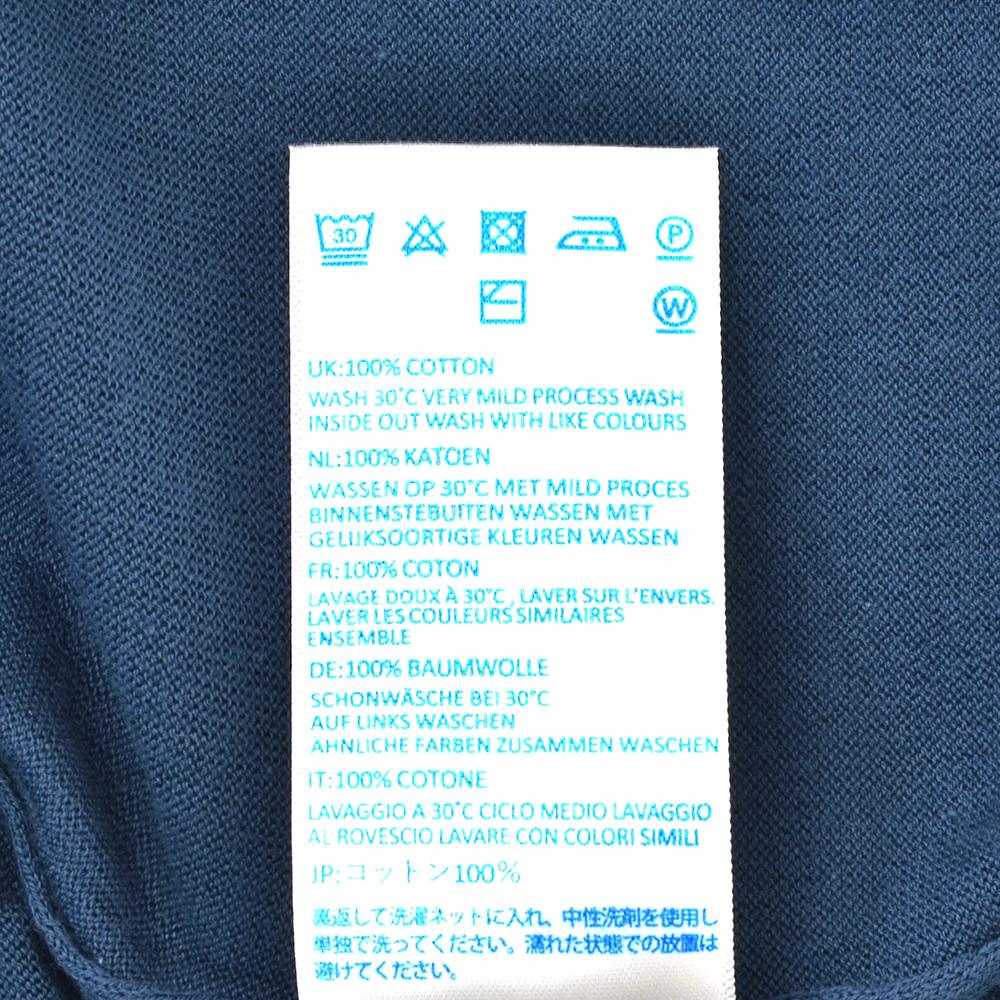 30 P
W
UK:100% COTTON
WASH 30°C VERY MILD PROCESS WASH
INSIDE OUT WASH WITH LIKE COLOURS
NL:100% KATOEN
WASSEN OP 30°C MET MILD PROCES
BINNENSTEBUITEN WASSEN MET
GELIJKSOORTIGE KLEUREN WASSEN
FR:100% COTON
LAVAGE DOUX À 30°C , LAVER SUR L'ENVERS.
LAVER LES COULEURS SIMILAIRES
ENSEMBLE
DE:100% BAUMWOLLE
SCHONWÄSCHE BEI 30°C
AUF LINKS WASCHEN
ÄHNLICHE FARBEN ZUSAMMEN WASCHEN
IT:100% COTONE
LAVAGGIO A 30°C CICLO MEDIO LAVAGGIO
AL ROVESCIO LAVARE CON COLORI SIMILI
JP:コットン100%
裏返して洗濯ネットに入れ、中性洗剤を使用し
単独で洗ってください。濡れた状態での放置は
避けてください。